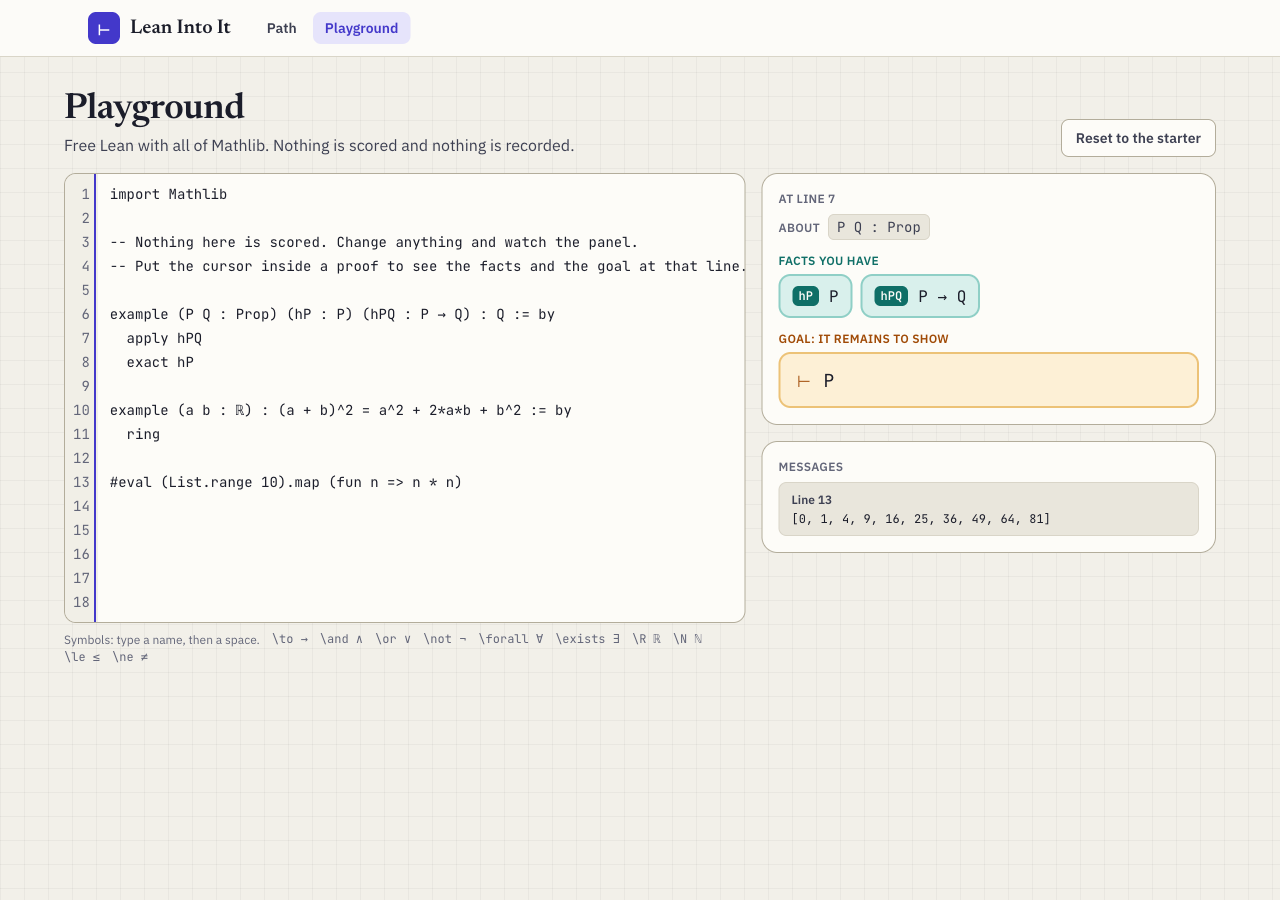 ⊢ Lean Into It Path Playground
Playground
Free Lean with all of Mathlib. Nothing is scored and nothing is recorded.
Reset to the starter
1 import Mathlib
2
3 -- Nothing here is scored. Change anything and watch the panel.
4 -- Put the cursor inside a proof to see the facts and the goal at that line.
5
6 example (P Q : Prop) (hP : P) (hPQ : P → Q) : Q := by
7   apply hPQ
8   exact hP
9
10 example (a b : ℝ) : (a + b)^2 = a^2 + 2*a*b + b^2 := by
11   ring
12
13 #eval (List.range 10).map (fun n => n * n)
14
15
16
17
18
Symbols: type a name, then a space. \to → \and ∧ \or ∨ \not ¬ \forall ∀ \exists ∃ \R ℝ \N ℕ
\le ≤ \ne ≠
AT LINE 7
ABOUT P Q : Prop
FACTS YOU HAVE
hP P hPQ P → Q
GOAL: IT REMAINS TO SHOW
⊢ P
MESSAGES
Line 13
[0, 1, 4, 9, 16, 25, 36, 49, 64, 81]